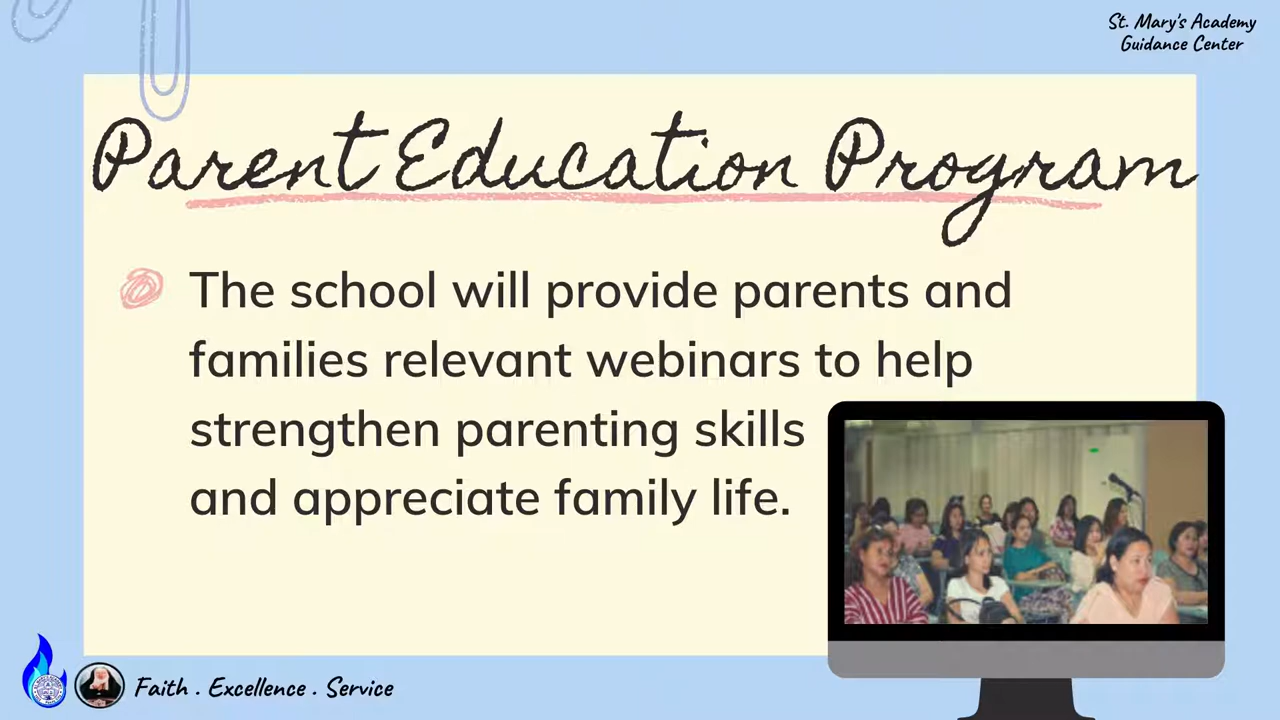 St. Mary's Academy
Guidance Center
Parent Education Program
The school will provide parents and
families relevant webinars to help
strengthen parenting skills
and appreciate family life.
Faith . Excellence . Service